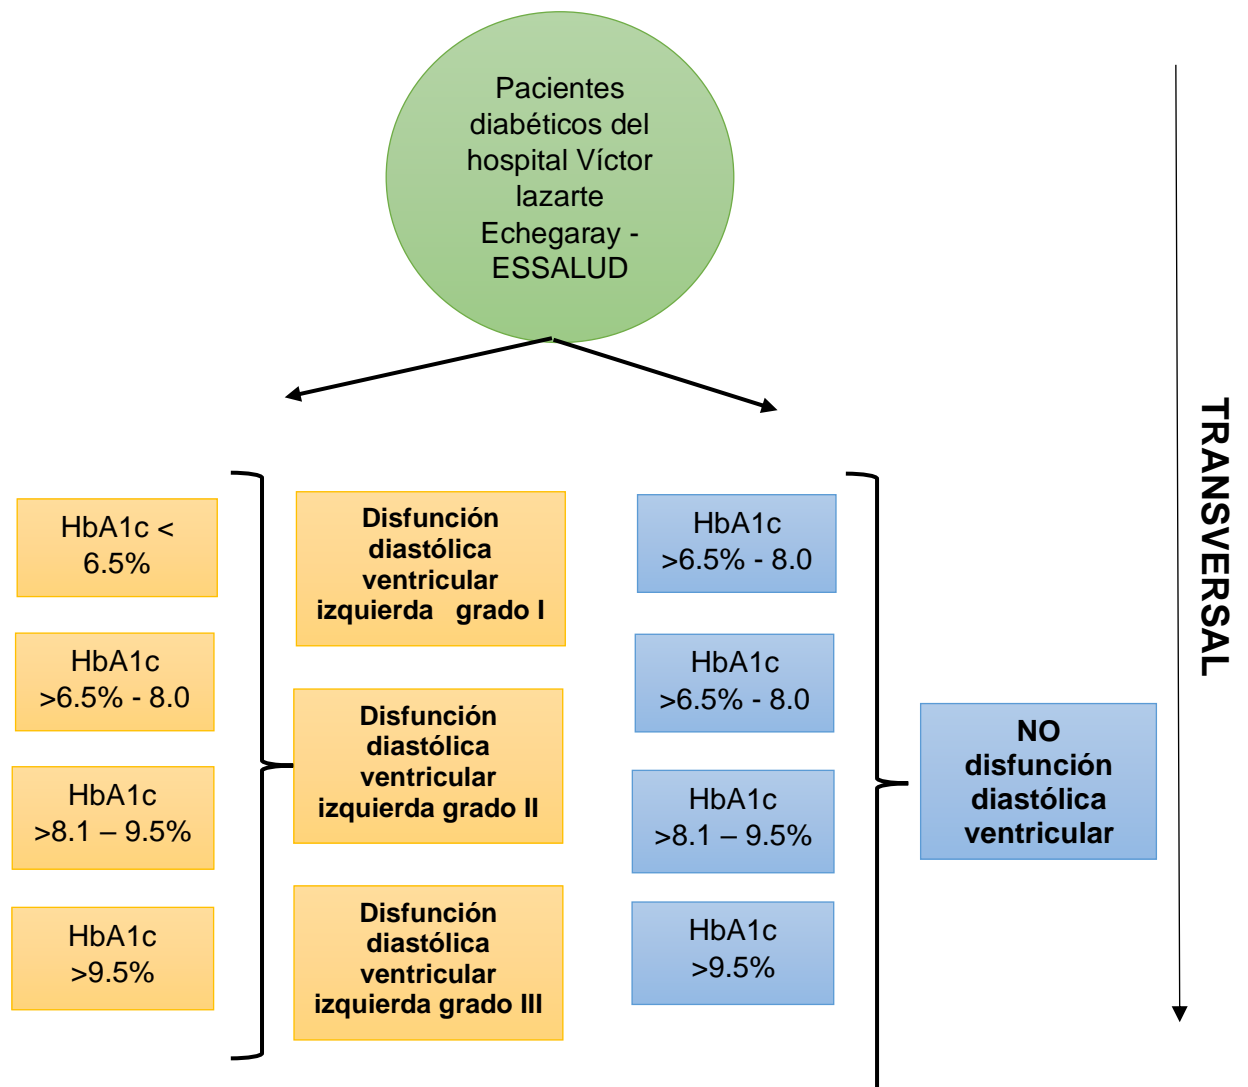 Pacientes
diabéticos del
hospital Víctor
lazarte
Echegaray -
ESSALUD
HbA1c <
6.5%
HbA1c
>6.5% - 8.0
HbA1c
>8.1 – 9.5%
HbA1c
>9.5%
Disfunción
diastólica
ventricular
izquierda grado I
Disfunción
diastólica
ventricular
izquierda grado II
Disfunción
diastólica
ventricular
izquierda grado III
HbA1c
>6.5% - 8.0
HbA1c
>6.5% - 8.0
HbA1c
>8.1 – 9.5%
HbA1c
>9.5%
NO
disfunción
diastólica
ventricular
TRANSVERSAL